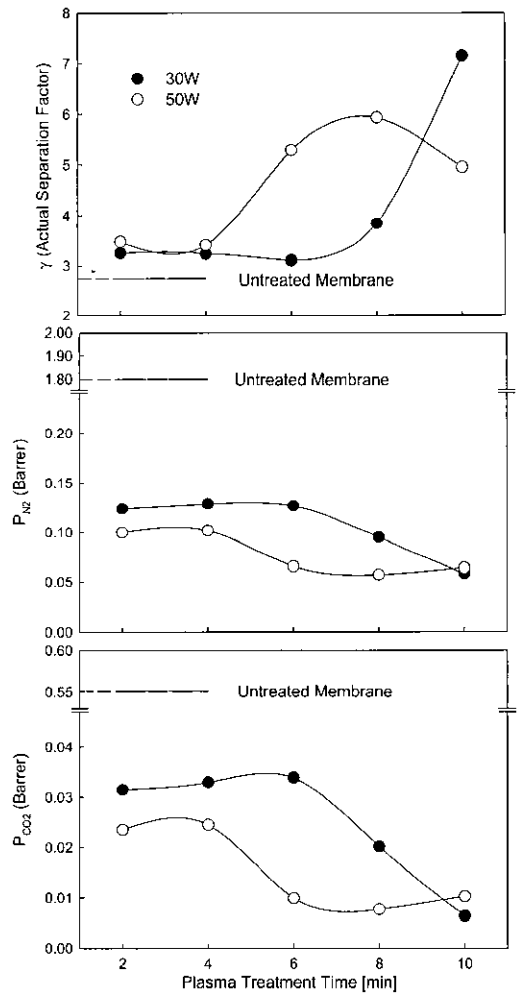 8
7
6
5
4
3
2
γ (Actual Separation Factor)
30W
50W
Untreated Membrane
2.00
1.90
1.80
0.20
0.15
0.10
0.05
0.00
P_N2 (Barrer)
Untreated Membrane
0.60
0.55
0.04
0.03
0.02
0.01
0.00
P_CO2 (Barrer)
Untreated Membrane
2 4 6 8 10
Plasma Treatment Time [min]